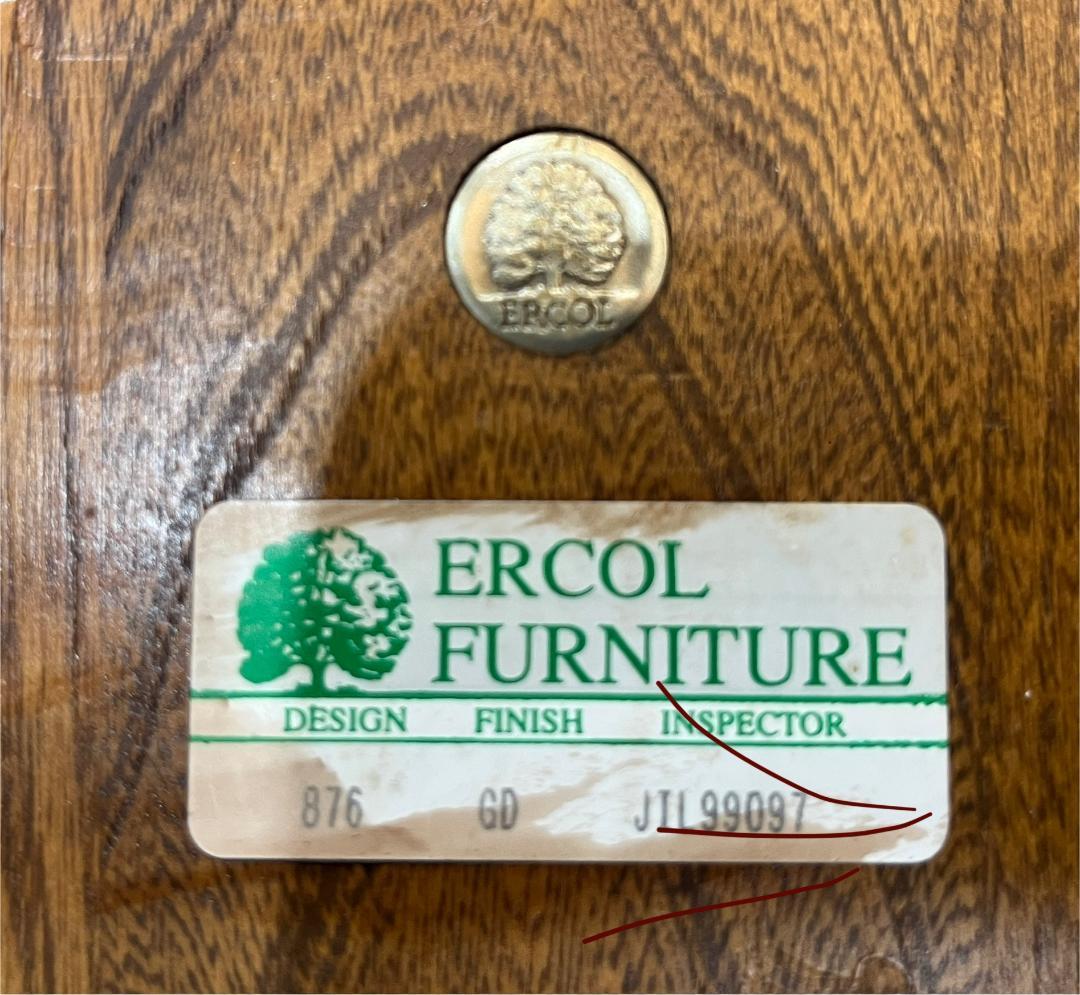 ERCOL
ERCOL
FURNITURE
DESIGN FINISH INSPECTOR
876 GD JIL99097